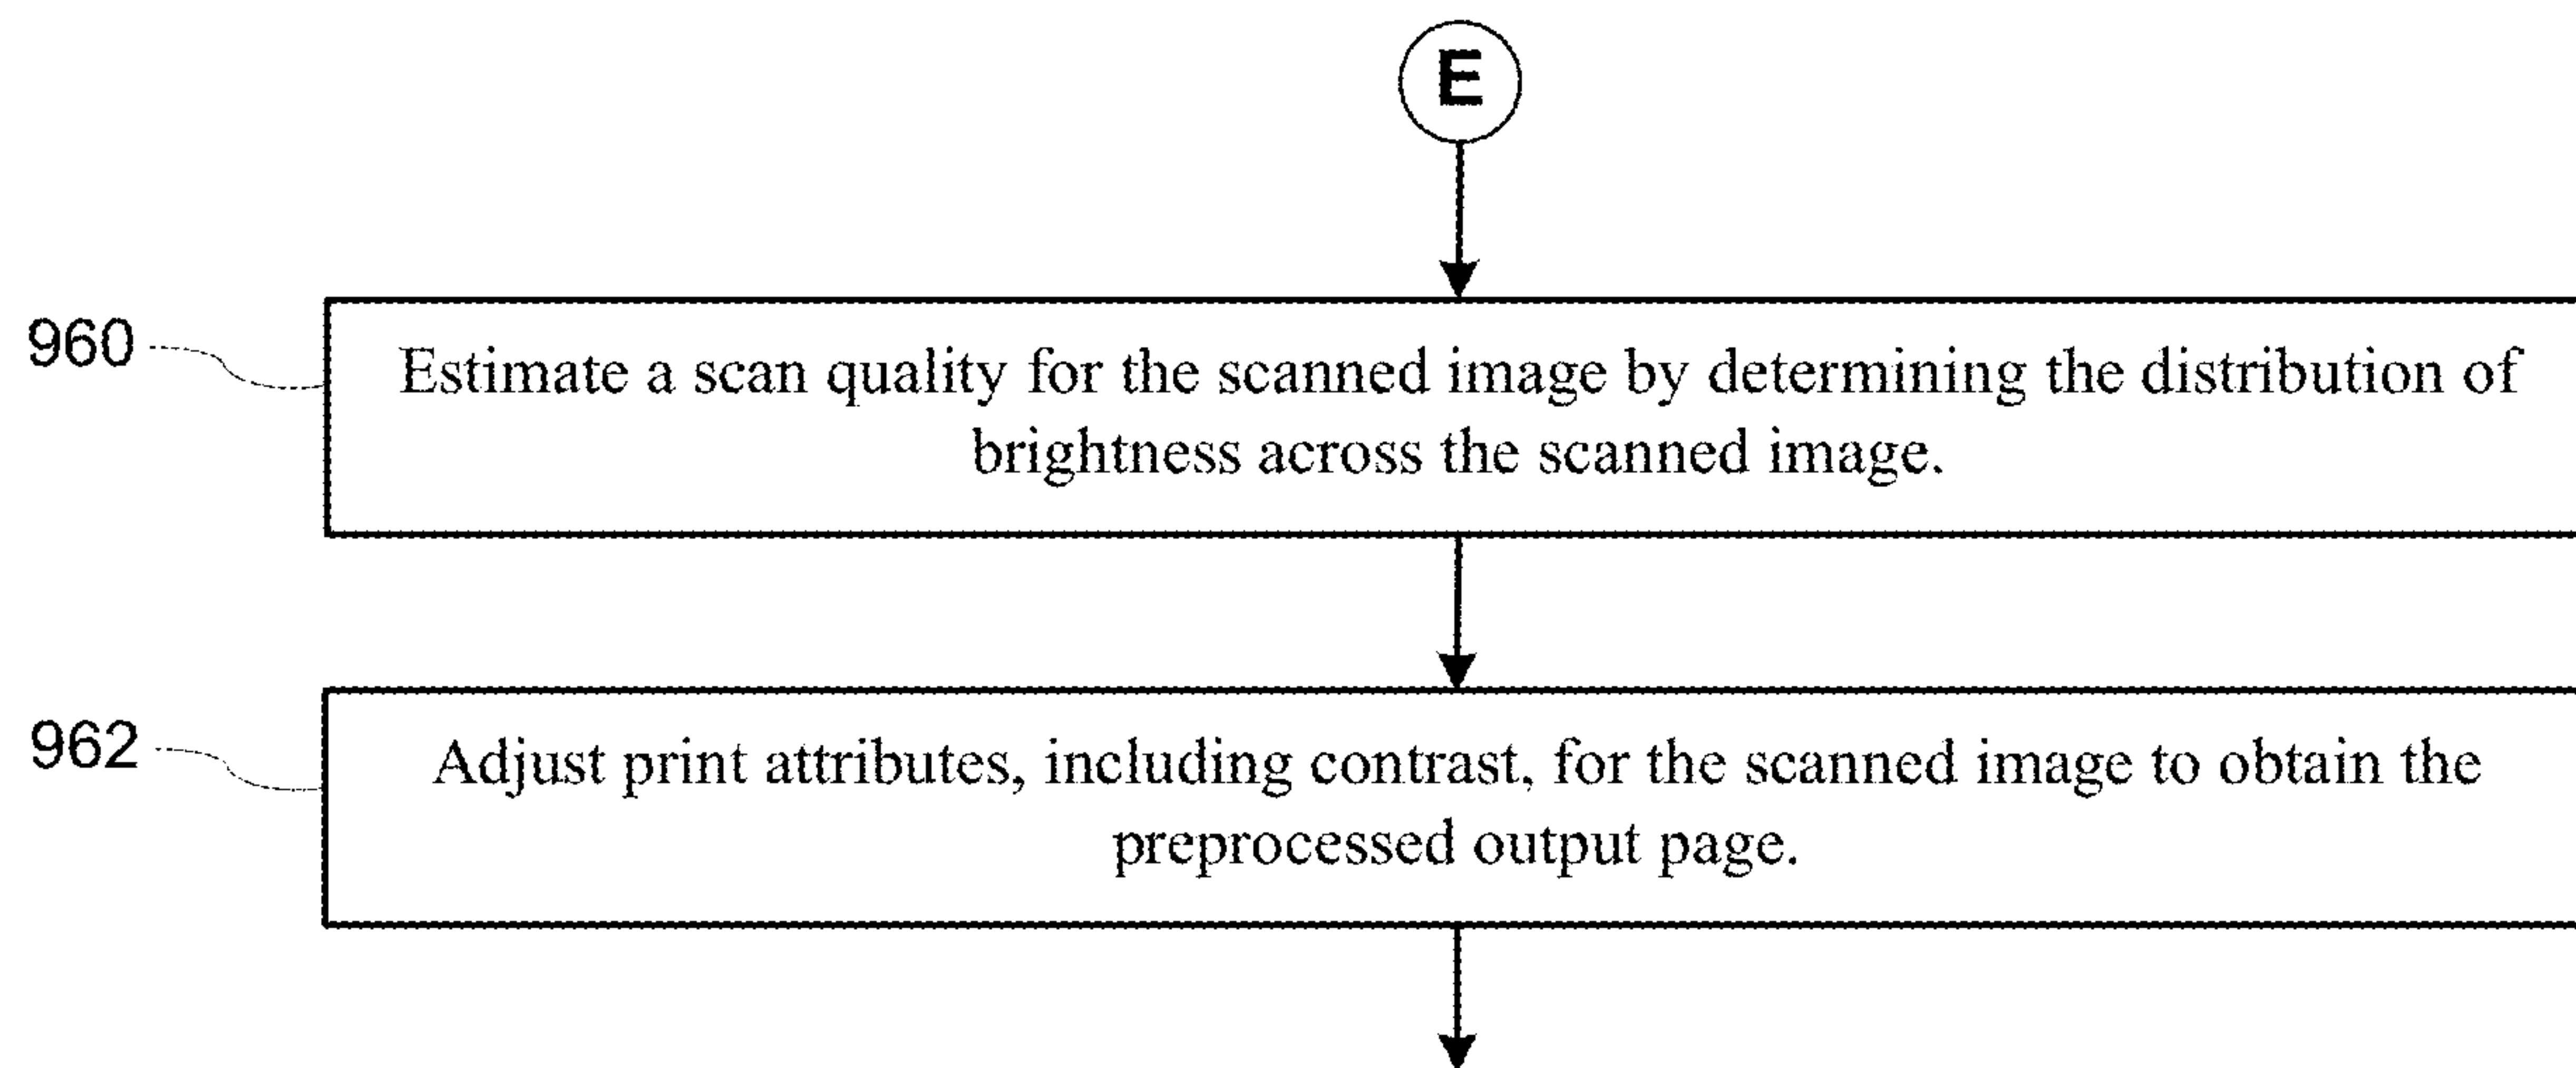 E
960
Estimate a scan quality for the scanned image by determining the distribution of
brightness across the scanned image.
962
Adjust print attributes, including contrast, for the scanned image to obtain the
preprocessed output page.